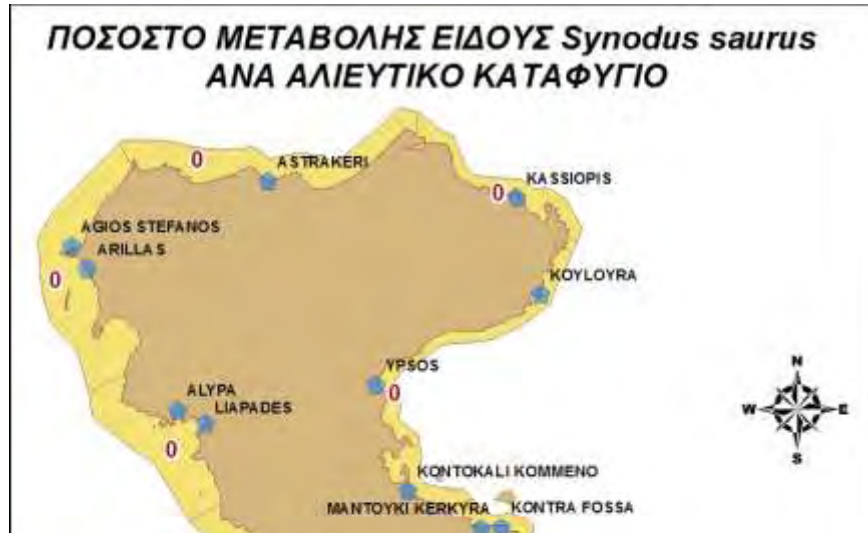 ΠΟΣΟΣΤΟ ΜΕΤΑΒΟΛΗΣ ΕΙΔΟΥΣ Synodus saurus
ΑΝΑ ΑΛΙΕΥΤΙΚΟ ΚΑΤΑΦΥΓΙΟ
0
ASTRAKERI
0
KASSIOPIS
AGIOS STEFANOS
ARILLAS
0
KOYLOYRA
N
YPSOS
0
ALYPA
W
E
LIAPADES
0
S
KONTOKALI KOMMENO
MANTOYKI KERKYRA
KONTRA FOSSA